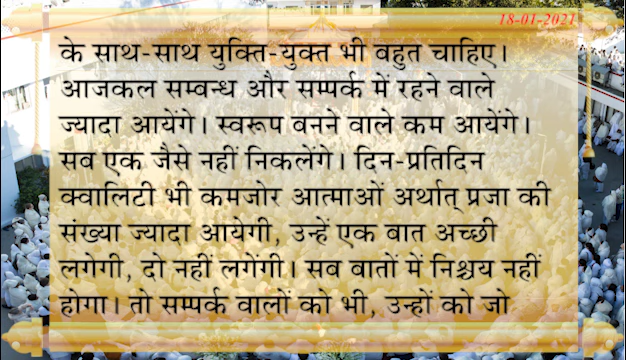 18-01-2021
के साथ-साथ युक्ति-युक्त भी बहुत चाहिए।
आजकल सम्बन्ध और सम्पर्क में रहने वाले
ज्यादा आयेंगे। स्वरूप बनने वाले कम आयेंगे।
सब एक जैसे नहीं निकलेंगे। दिन-प्रतिदिन
क्वालिटी भी कमजोर आत्माओं अर्थात् प्रजा की
संख्या ज्यादा आयेगी, उन्हें एक बात अच्छी
लगेगी, दो नहीं लगेंगी। सब बातों में निश्चय नहीं
होगा। तो सम्पर्क वालों को भी, उन्हों को जो